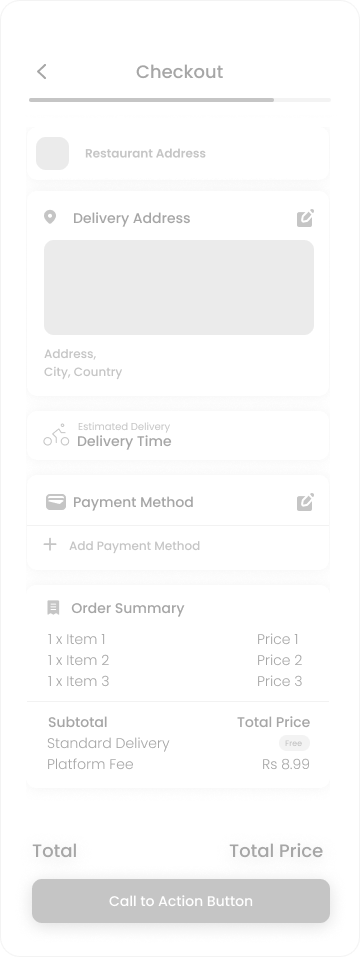 Checkout
Restaurant Address
Delivery Address
Address,
City, Country
Estimated Delivery
Delivery Time
Payment Method
Add Payment Method
Order Summary
1 x Item 1 Price 1
1 x Item 2 Price 2
1 x Item 3 Price 3
Subtotal Total Price
Standard Delivery Free
Platform Fee Rs 8.99
Total Total Price
Call to Action Button